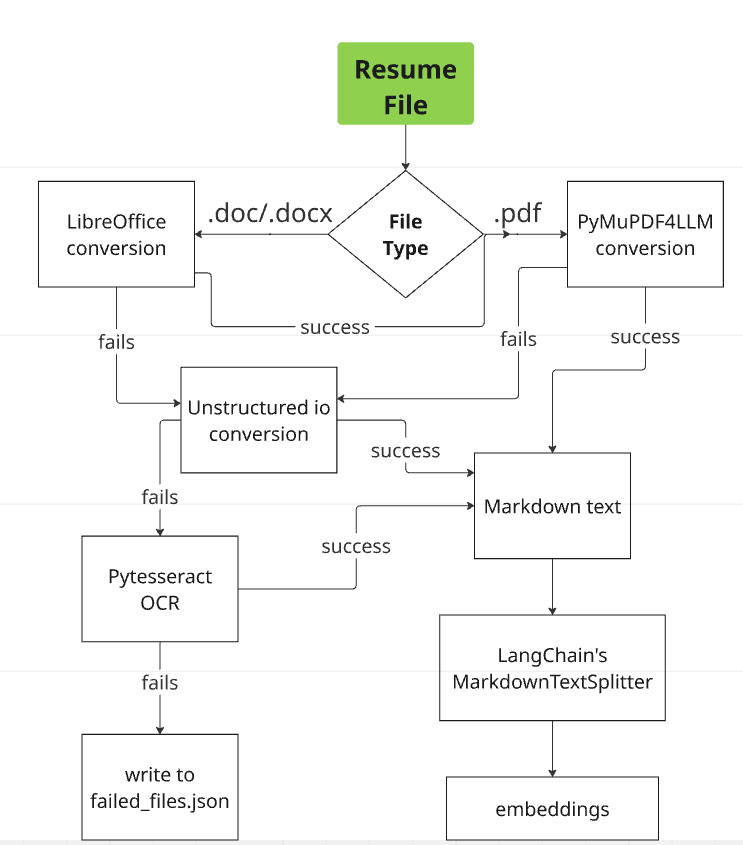 Resume
File
.doc/.docx
File
Type
.pdf
LibreOffice
conversion
PyMuPDF4LLM
conversion
success
fails
fails
success
Unstructured io
conversion
success
fails
Markdown text
success
Pytesseract
OCR
LangChain's
MarkdownTextSplitter
fails
write to
failed_files.json
embeddings